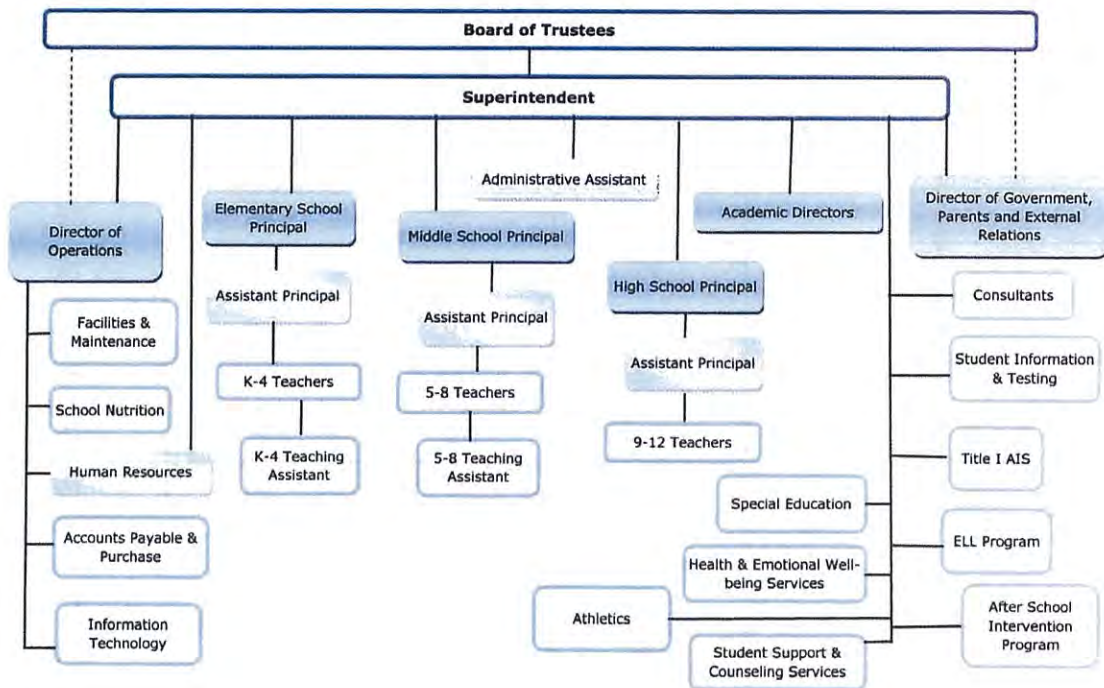 Board of Trustees
Superintendent
Administrative Assistant
Director of
Operations
Elementary School
Principal
Middle School Principal
High School Principal
Academic Directors
Director of Government,
Parents and External
Relations
Facilities &
Maintenance
School Nutrition
Human Resources
Accounts Payable &
Purchase
Information
Technology
Assistant Principal
K-4 Teachers
K-4 Teaching
Assistant
Assistant Principal
5-8 Teachers
5-8 Teaching
Assistant
Assistant Principal
9-12 Teachers
Special Education
Health & Emotional Well-
being Services
Athletics
Student Support &
Counseling Services
Consultants
Student Information
& Testing
Title I AIS
ELL Program
After School
Intervention
Program